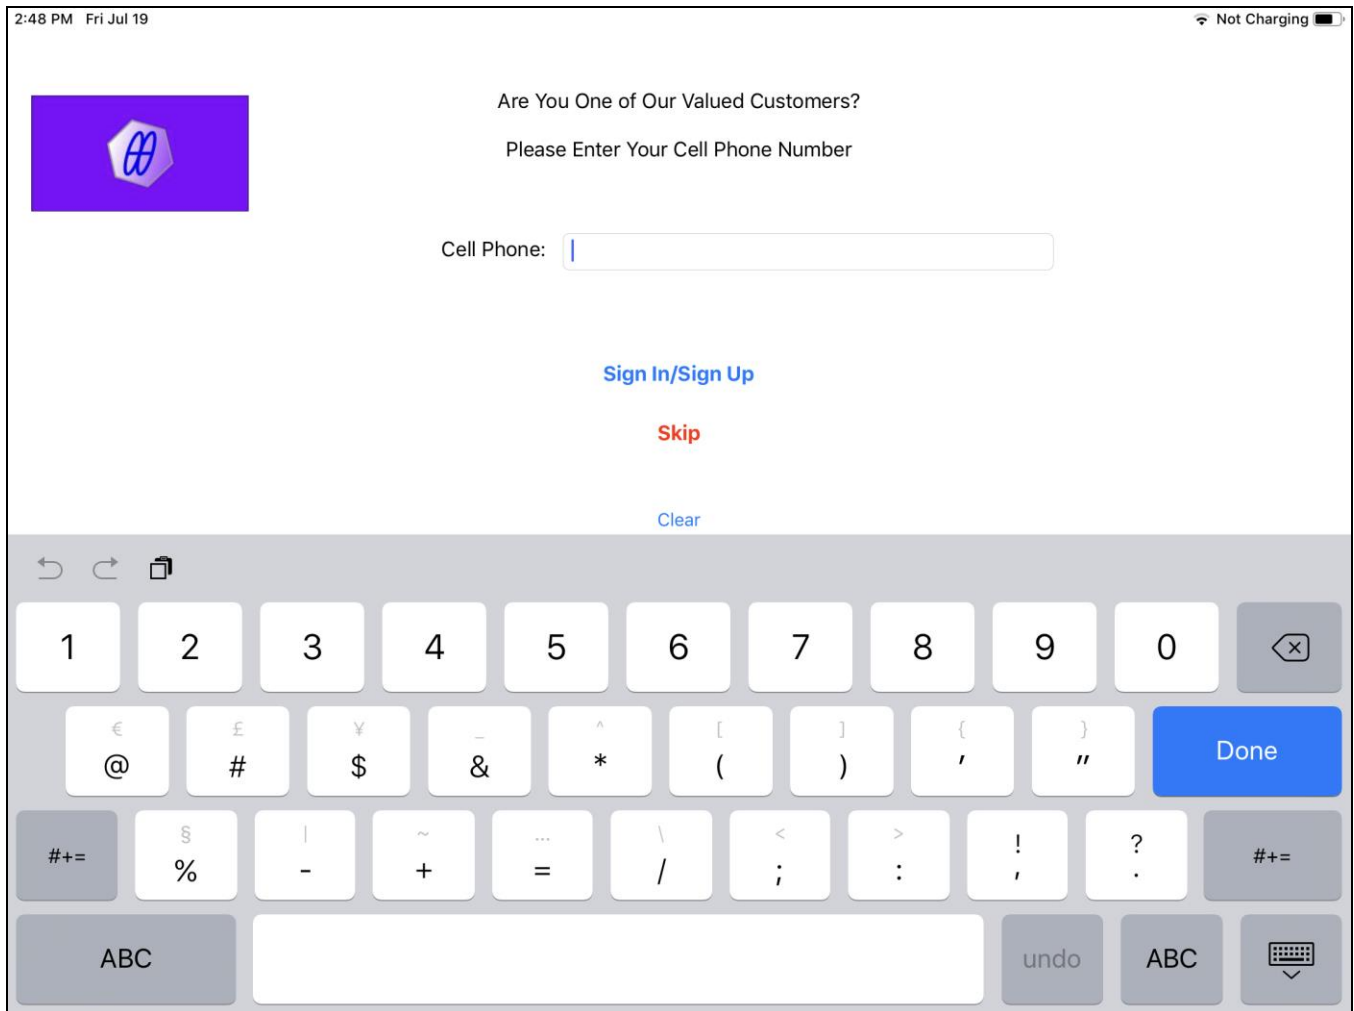 2:48 PM Fri Jul 19 Not Charging
Are You One of Our Valued Customers?
Please Enter Your Cell Phone Number
Cell Phone:
Sign In/Sign Up
Skip
Clear
1 2 3 4 5 6 7 8 9 0
€ £ ¥ _ ^ [ ] { }
@ # $ & * ( ) ' " Done
§ | ~ … \ < > ! ?
#+= % - + = / ; : , . #+=
ABC undo ABC